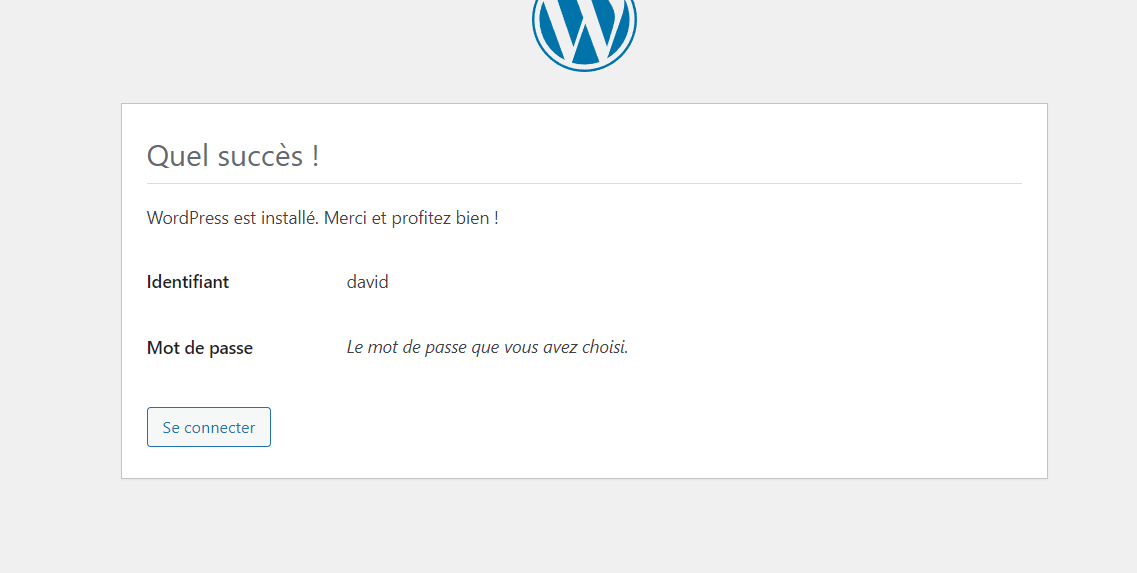 Quel succès !
WordPress est installé. Merci et profitez bien !
Identifiant david
Mot de passe Le mot de passe que vous avez choisi.
Se connecter